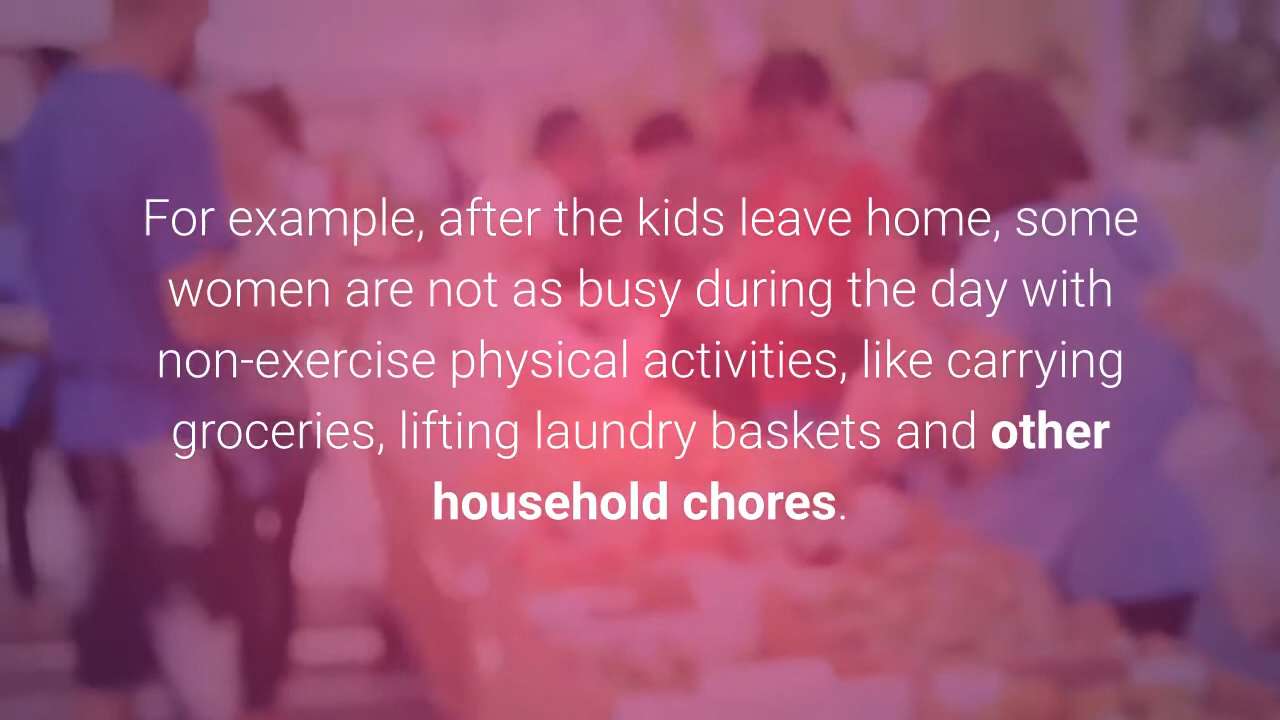 For example, after the kids leave home, some
women are not as busy during the day with
non-exercise physical activities, like carrying
groceries, lifting laundry baskets and other
household chores.